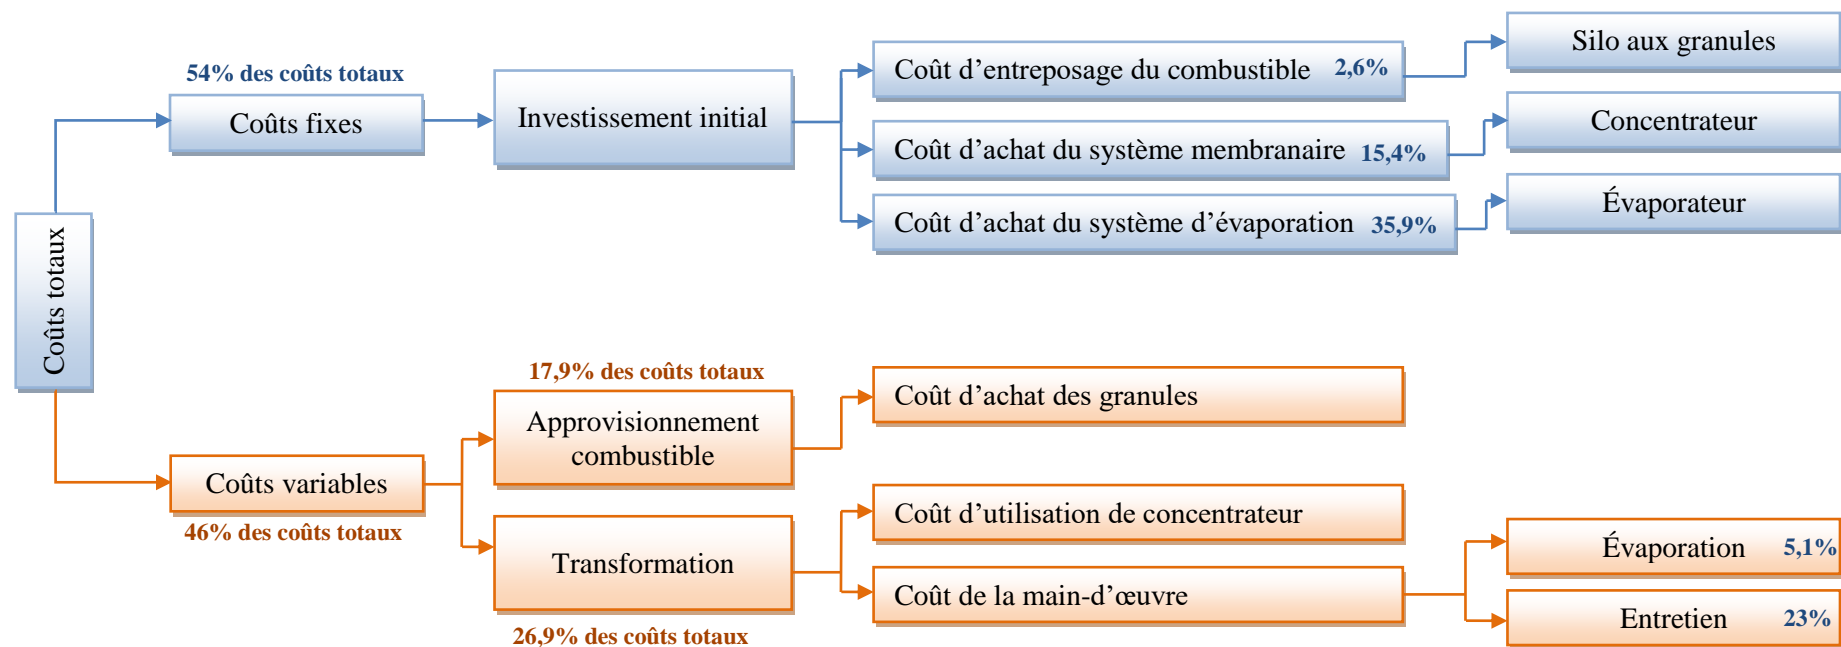 Coûts totaux
54% des coûts totaux
Coûts fixes
Investissement initial
Coût d’entreposage du combustible 2,6%
Silo aux granules
Coût d’achat du système membranaire 15,4%
Concentrateur
Coût d’achat du système d’évaporation 35,9%
Évaporateur
Coûts variables
46% des coûts totaux
17,9% des coûts totaux
Approvisionnement
combustible
Coût d’achat des granules
Transformation
26,9% des coûts totaux
Coût d’utilisation de concentrateur
Coût de la main-d’œuvre
Évaporation 5,1%
Entretien 23%